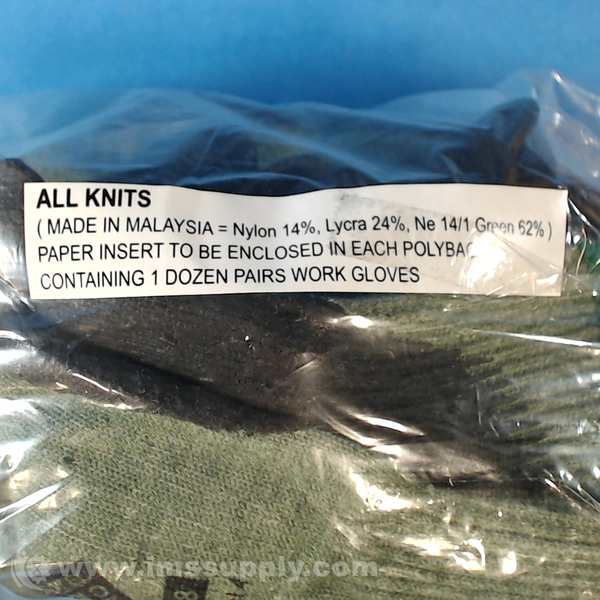 ALL KNITS
( MADE IN MALAYSIA = Nylon 14%, Lycra 24%, Ne 14/1 Green 62% )
PAPER INSERT TO BE ENCLOSED IN EACH POLYBAG
CONTAINING 1 DOZEN PAIRS WORK GLOVES
© www.imssupply.com
8